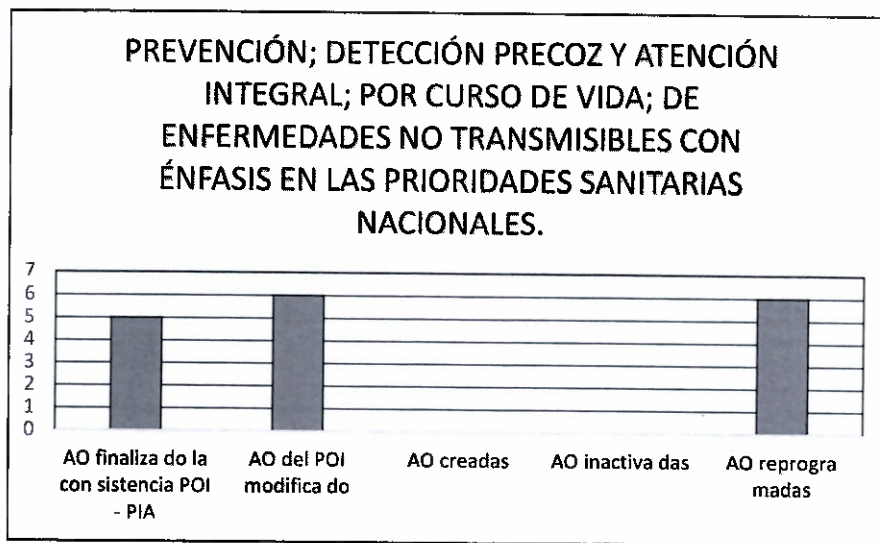 PREVENCIÓN; DETECCIÓN PRECOZ Y ATENCIÓN
INTEGRAL; POR CURSO DE VIDA; DE
ENFERMEDADES NO TRANSMISIBLES CON
ÉNFASIS EN LAS PRIORIDADES SANITARIAS
NACIONALES.
7
6
5
4
3
2
1
0
AO finaliza do la
con sistencia POI
- PIA
AO del POI
modifica do
AO creadas
AO inactiva das
AO reprogra
madas